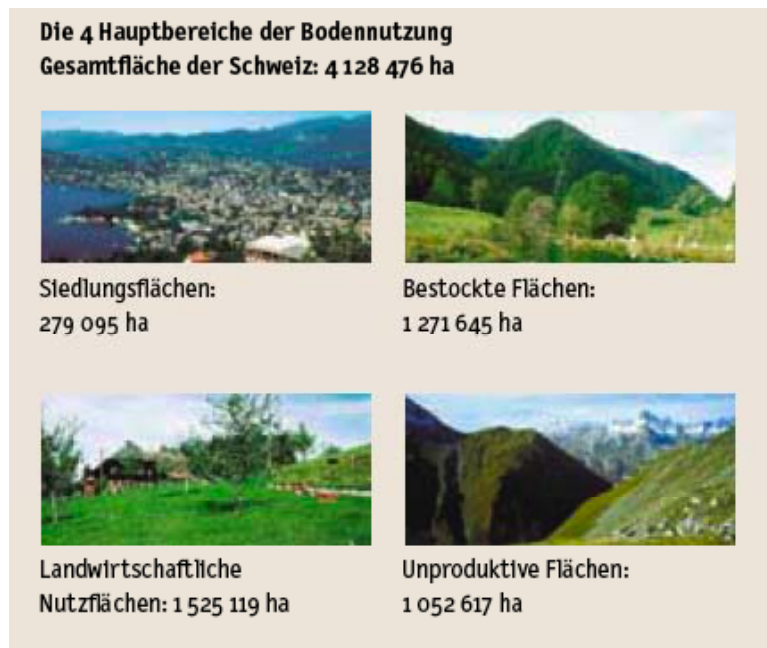 Die 4 Hauptbereiche der Bodennutzung
Gesamtfläche der Schweiz: 4 128 476 ha
Siedlungsflächen:
279 095 ha
Bestockte Flächen:
1 271 645 ha
Landwirtschaftliche
Nutzflächen: 1 525 119 ha
Unproduktive Flächen:
1 052 617 ha